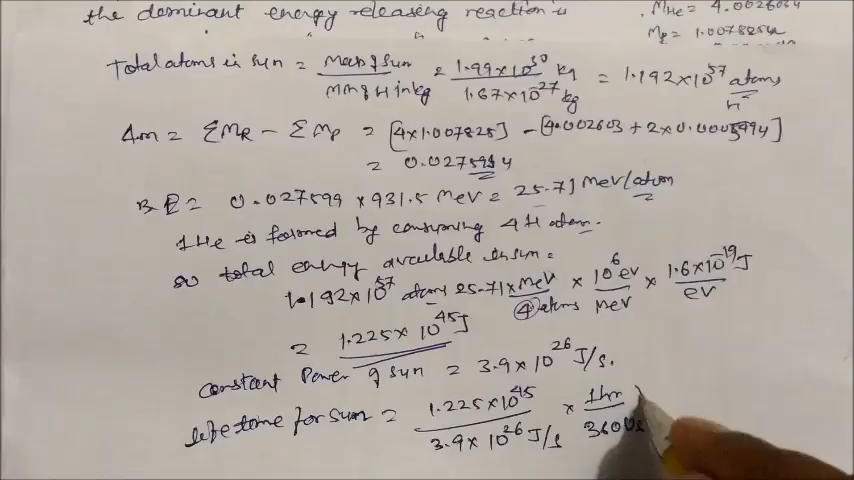 the dominant energy releasing reaction is
MHe = 4.0026034
Mp = 1.0078252u
Total atoms in sun = Mass of sun / MM of H in kg = 1.99 × 10^30 kg / 1.67 × 10^-27 kg = 1.192 × 10^57 atoms H
Δm = ΣMR - ΣMp = [4×1.007825] - [4.002603 + 2×0.0005494]
= 0.027599 u
BE = 0.027599 × 931.5 MeV = 25.71 MeV/atom
1He is formed by consuming 4H atom.
so total energy available in sun =
1.192 × 10^57 atoms 25.71 × MeV / 4 atoms × 10^6 ev / MeV × 1.6×10^-19 J / ev
= 1.225 × 10^45 J
constant Power of sun = 3.9 × 10^26 J/s.
life time for sun = 1.225 × 10^45 / 3.9 × 10^26 J/s × 1hr / 3600s